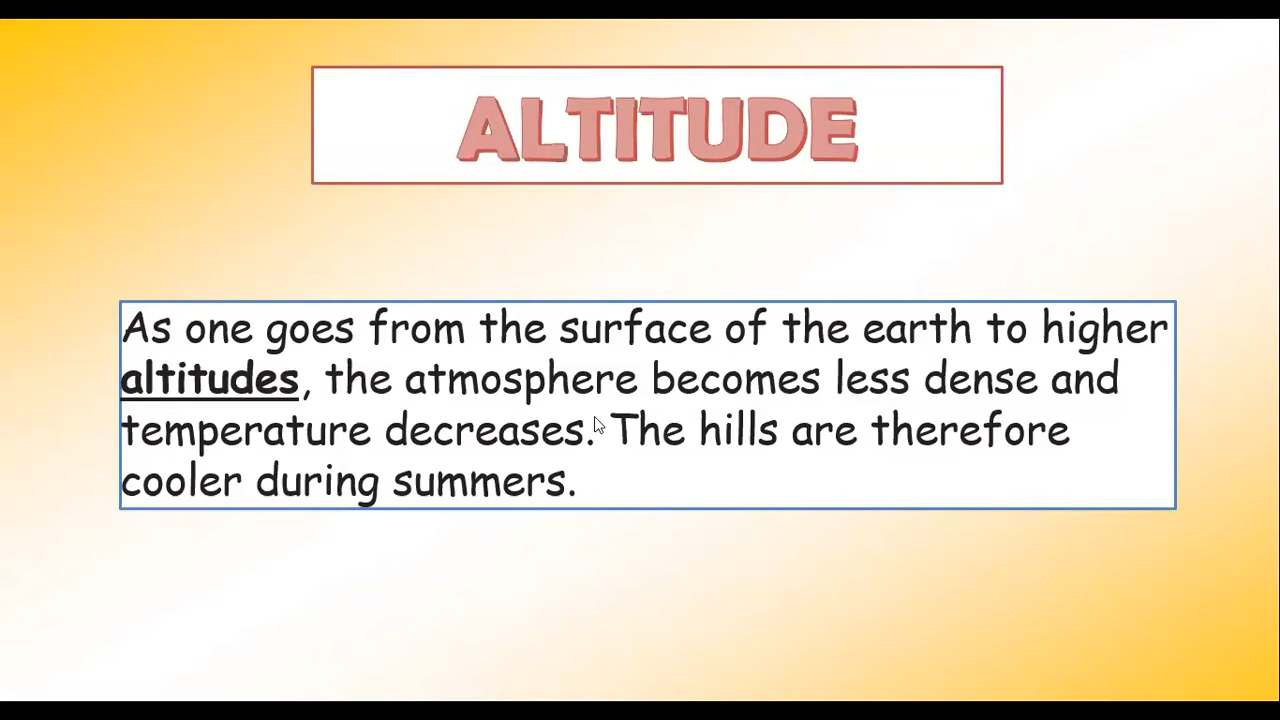 ALTITUDE
As one goes from the surface of the earth to higher
altitudes, the atmosphere becomes less dense and
temperature decreases. The hills are therefore
cooler during summers.